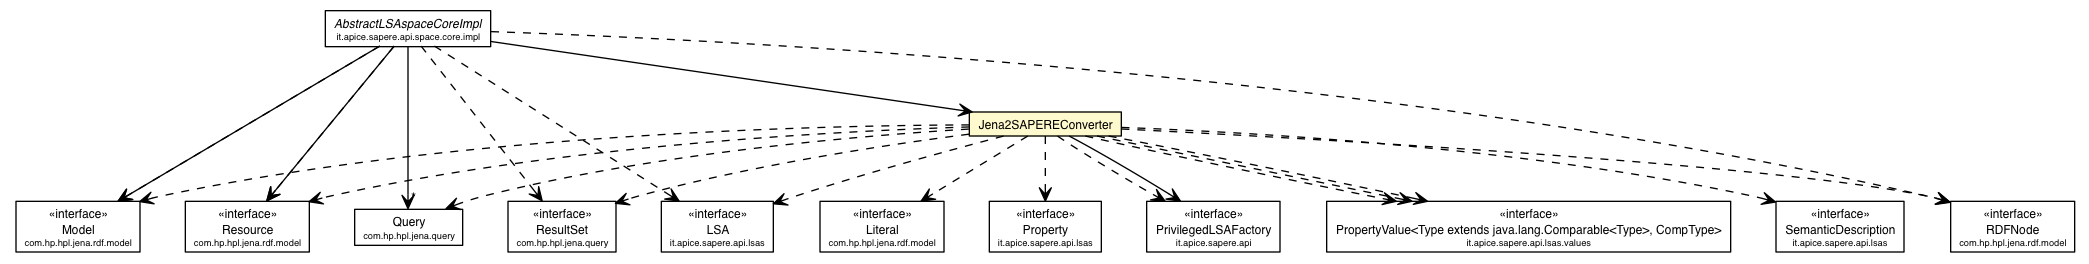 AbstractLSAspaceCoreImpl
it.apice.sapere.api.space.core.impl
Jena2SAPEREConverter
«interface»
Model
com.hp.hpl.jena.rdf.model
«interface»
Resource
com.hp.hpl.jena.rdf.model
Query
com.hp.hpl.jena.query
«interface»
ResultSet
com.hp.hpl.jena.query
«interface»
LSA
it.apice.sapere.api.lsas
«interface»
Literal
com.hp.hpl.jena.rdf.model
«interface»
Property
it.apice.sapere.api.lsas
«interface»
PrivilegedLSAFactory
it.apice.sapere.api
«interface»
PropertyValue<Type extends java.lang.Comparable<Type>, CompType>
it.apice.sapere.api.lsas.values
«interface»
SemanticDescription
it.apice.sapere.api.lsas
«interface»
RDFNode
com.hp.hpl.jena.rdf.model